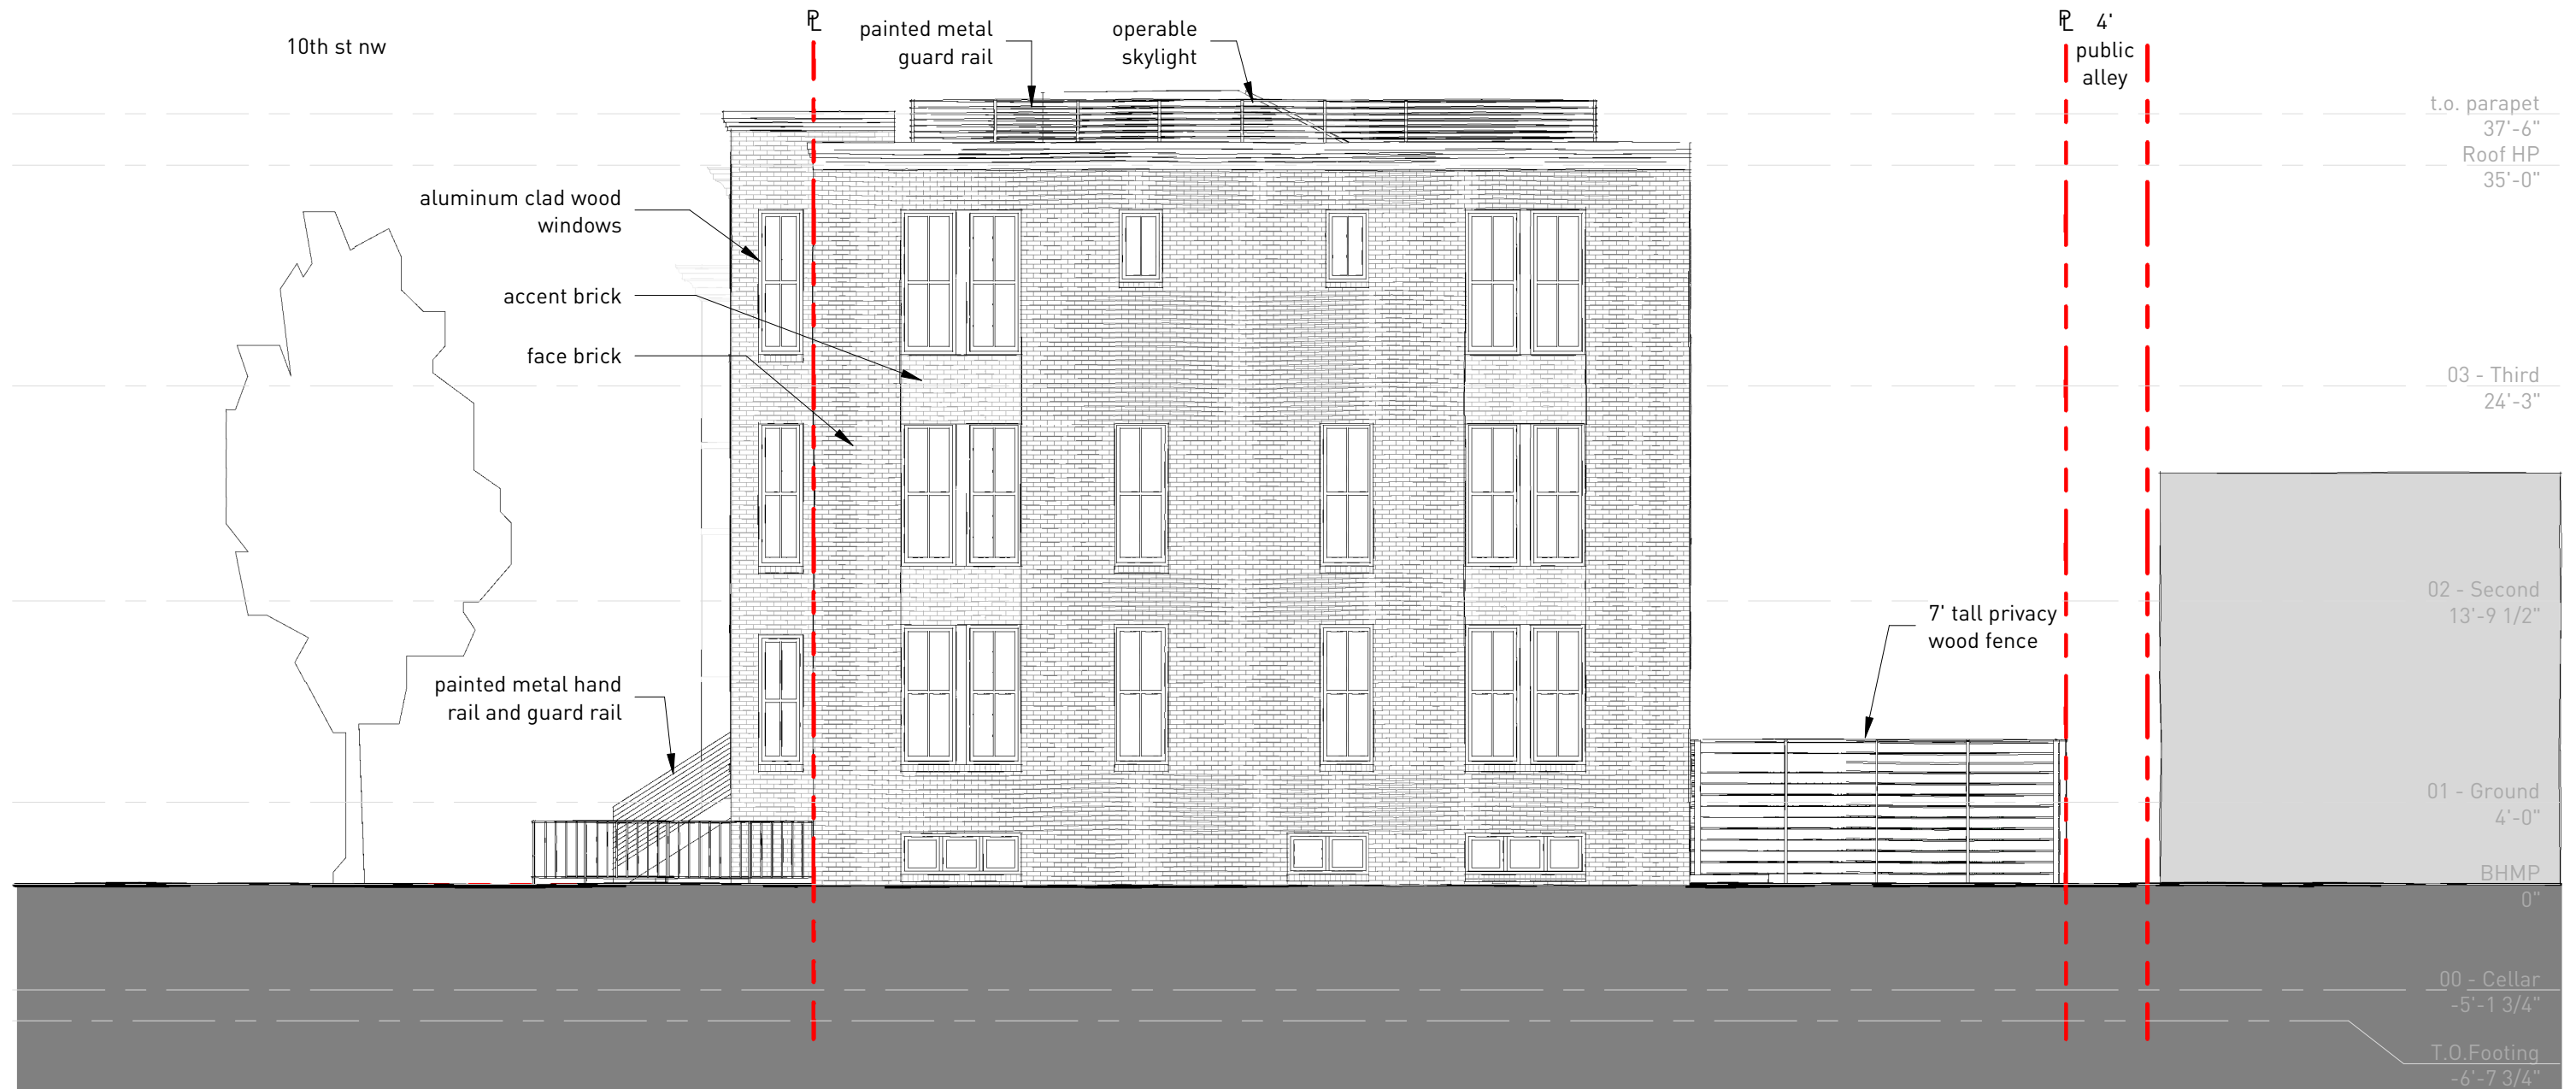 10th st nw
PL
painted metal
guard rail
operable
skylight
PL
4'
public
alley
t.o. parapet
37'-6"
Roof HP
35'-0"
aluminum clad wood
windows
accent brick
face brick
03 - Third
24'-3"
02 - Second
13'-9 1/2"
7' tall privacy
wood fence
painted metal hand
rail and guard rail
01 - Ground
4'-0"
BHMP
0"
00 - Cellar
-5'-1 3/4"
T.O.Footing
-6'-7 3/4"